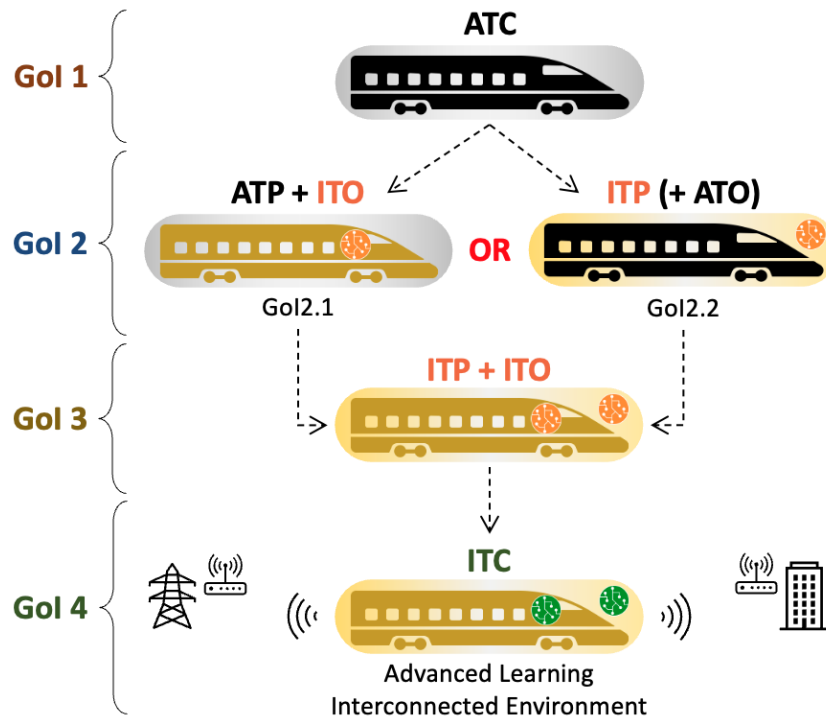 ATC
GoI 1
ATP + ITO
ITP (+ ATO)
GoI 2
OR
GoI2.1
GoI2.2
ITP + ITO
GoI 3
ITC
GoI 4
Advanced Learning
Interconnected Environment